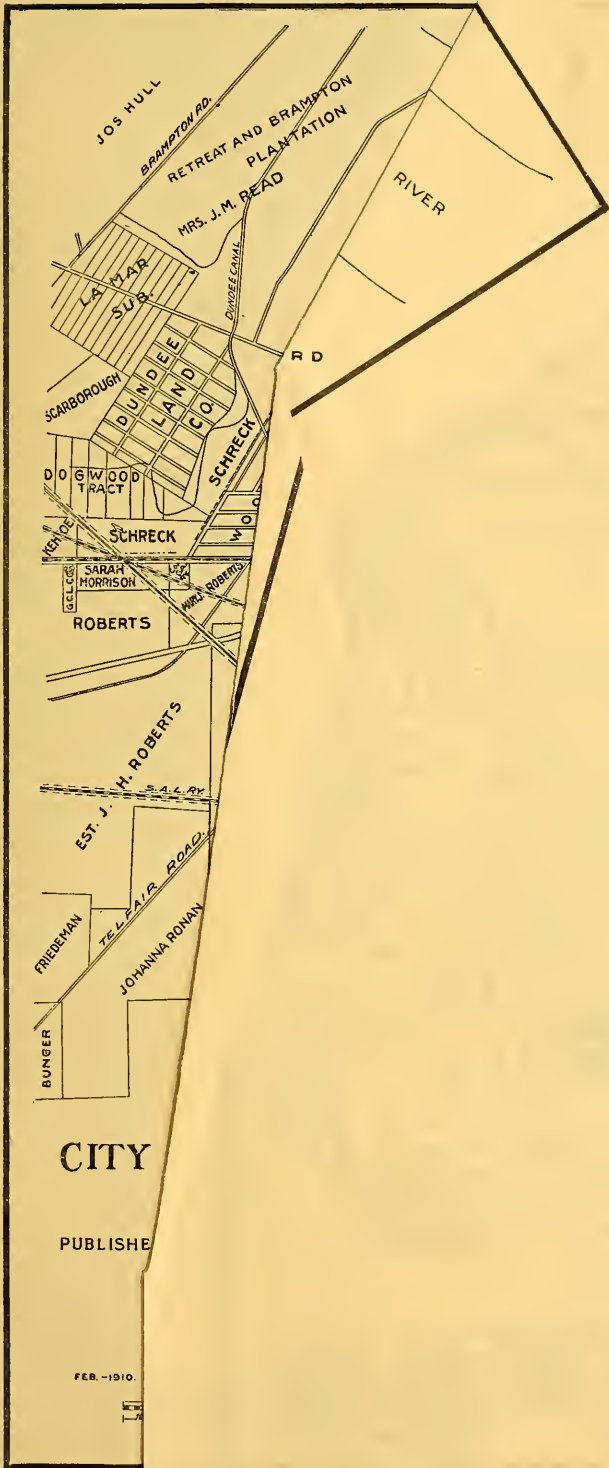 JOS HULL
BRAMPTON RD.
RETREAT AND BRAMPTON
PLANTATION
MRS. J. M. READ
RIVER
LA MAR
SUB.
DUNDEE CANAL
RD
DUNDEE
LAND
CO.
SCARBOROUGH
SCHRECK
DOGWOOD
TRACT
WOO
KEHOE
SCHRECK
G.C.L.CO.
SARAH
MORRISON
ROBERTS
ROBERTS
EST. J. H. ROBERTS
S.A.L.RY.
TELFAIR ROAD.
FRIEDEMAN
JOHANNA RONAN
BUNGER
CITY
PUBLISHE
FEB.-1910.